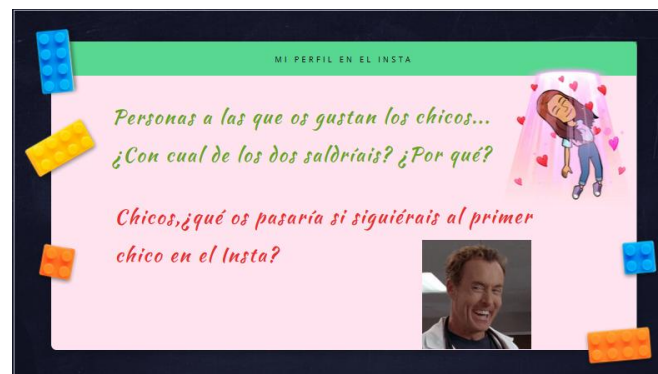 MI PERFIL EN EL INSTA
Personas a las que os gustan los chicos...
¿Con cual de los dos saldríais? ¿Por qué?
Chicos,¿qué os pasaría si siguiérais al primer
chico en el Insta?